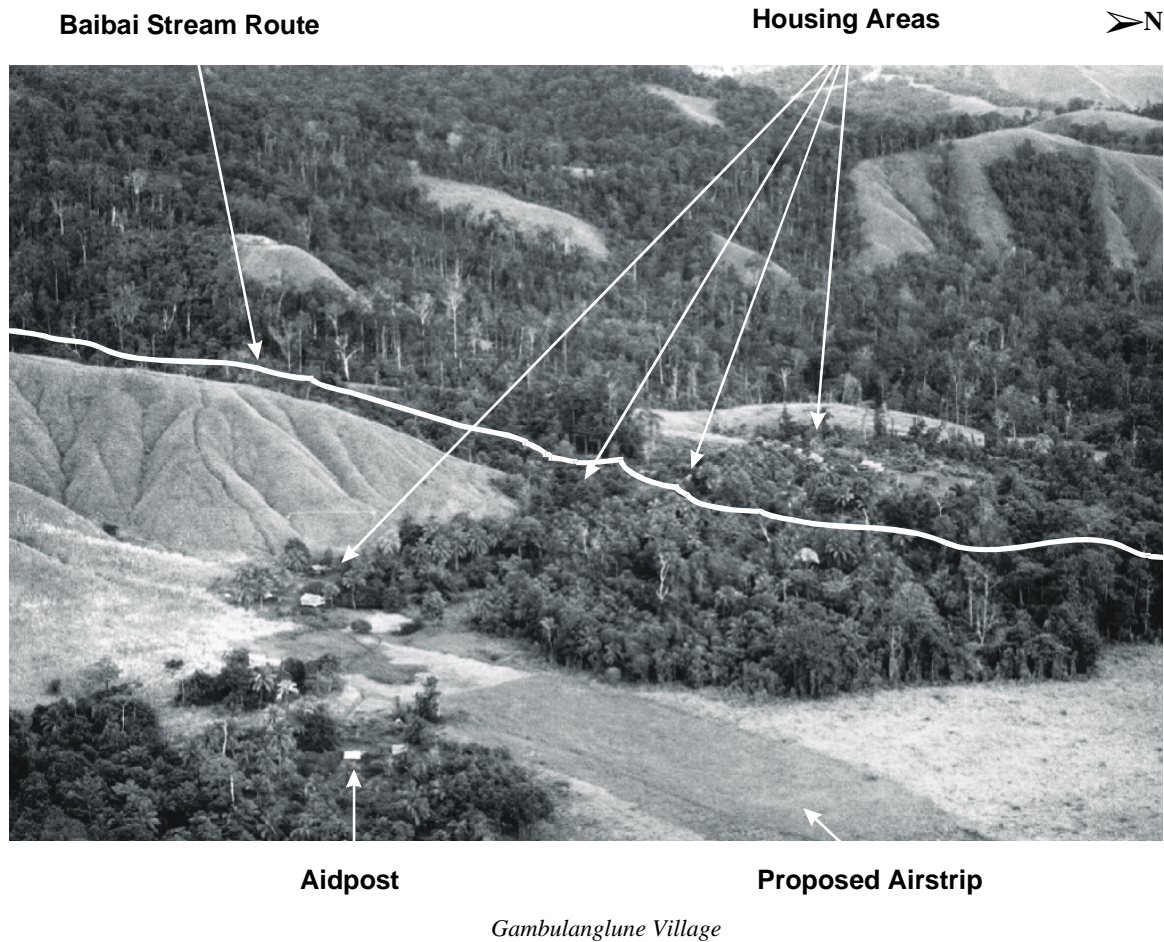 Baibai Stream Route
Housing Areas
N
Aidpost
Proposed Airstrip
Gambulanglune Village